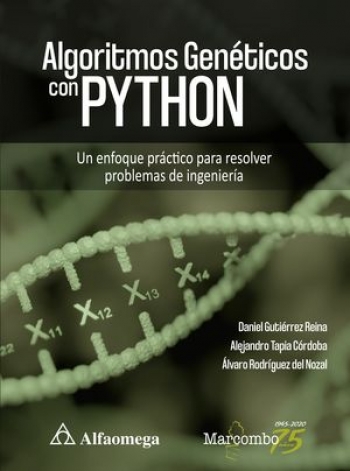 Algoritmos Genéticos
con PYTHON
Un enfoque práctico para resolver
problemas de ingeniería
22 X11 X12 X13 X14
Daniel Gutiérrez Reina
Alejandro Tapia Córdoba
Álvaro Rodríguez del Nozal
Alfaomega
1945-2020
Marcombo 75